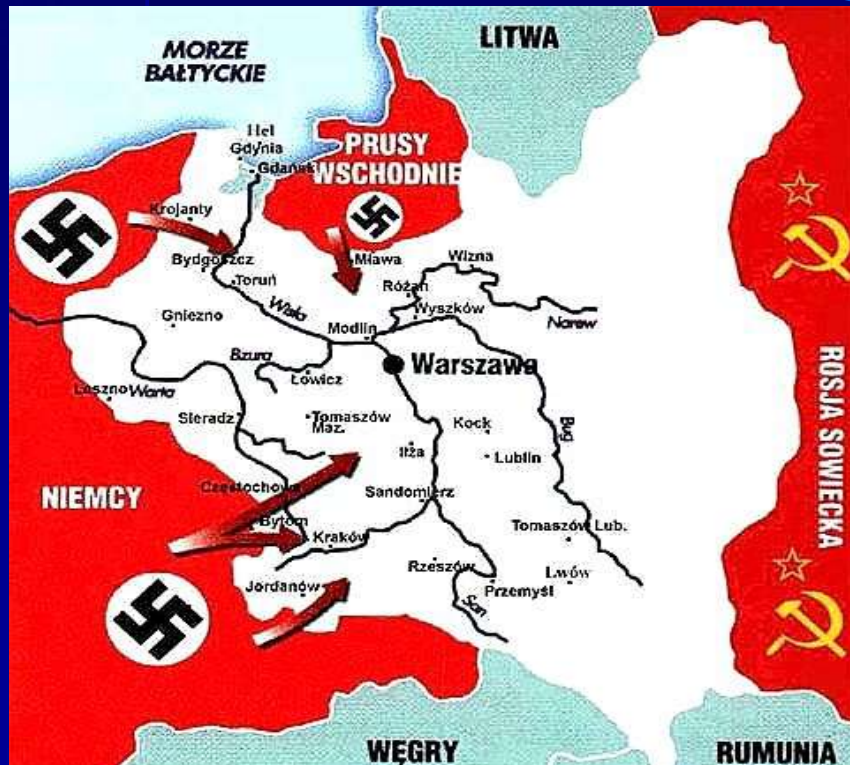 MORZE
BAŁTYCKIE
LITWA
Hel
Gdynia
Gdańsk
PRUSY
WSCHODNIE
Krojanty
Bydgoszcz
Toruń
Mława
Wizna
Różan
Wyszków
Narew
Gniezno
Wisła
Modlin
Bzura
Warszawa
Łowicz
Leszno
Warta
Sieradz
Tomaszów
Maz.
Kock
Bug
Iłża
Lublin
ROSJA SOWIECKA
NIEMCY
Częstochowa
Sandomierz
Bytom
Kraków
Tomaszów Lub.
Rzeszów
Lwów
Jordanów
Przemyśl
San
WĘGRY
RUMUNIA